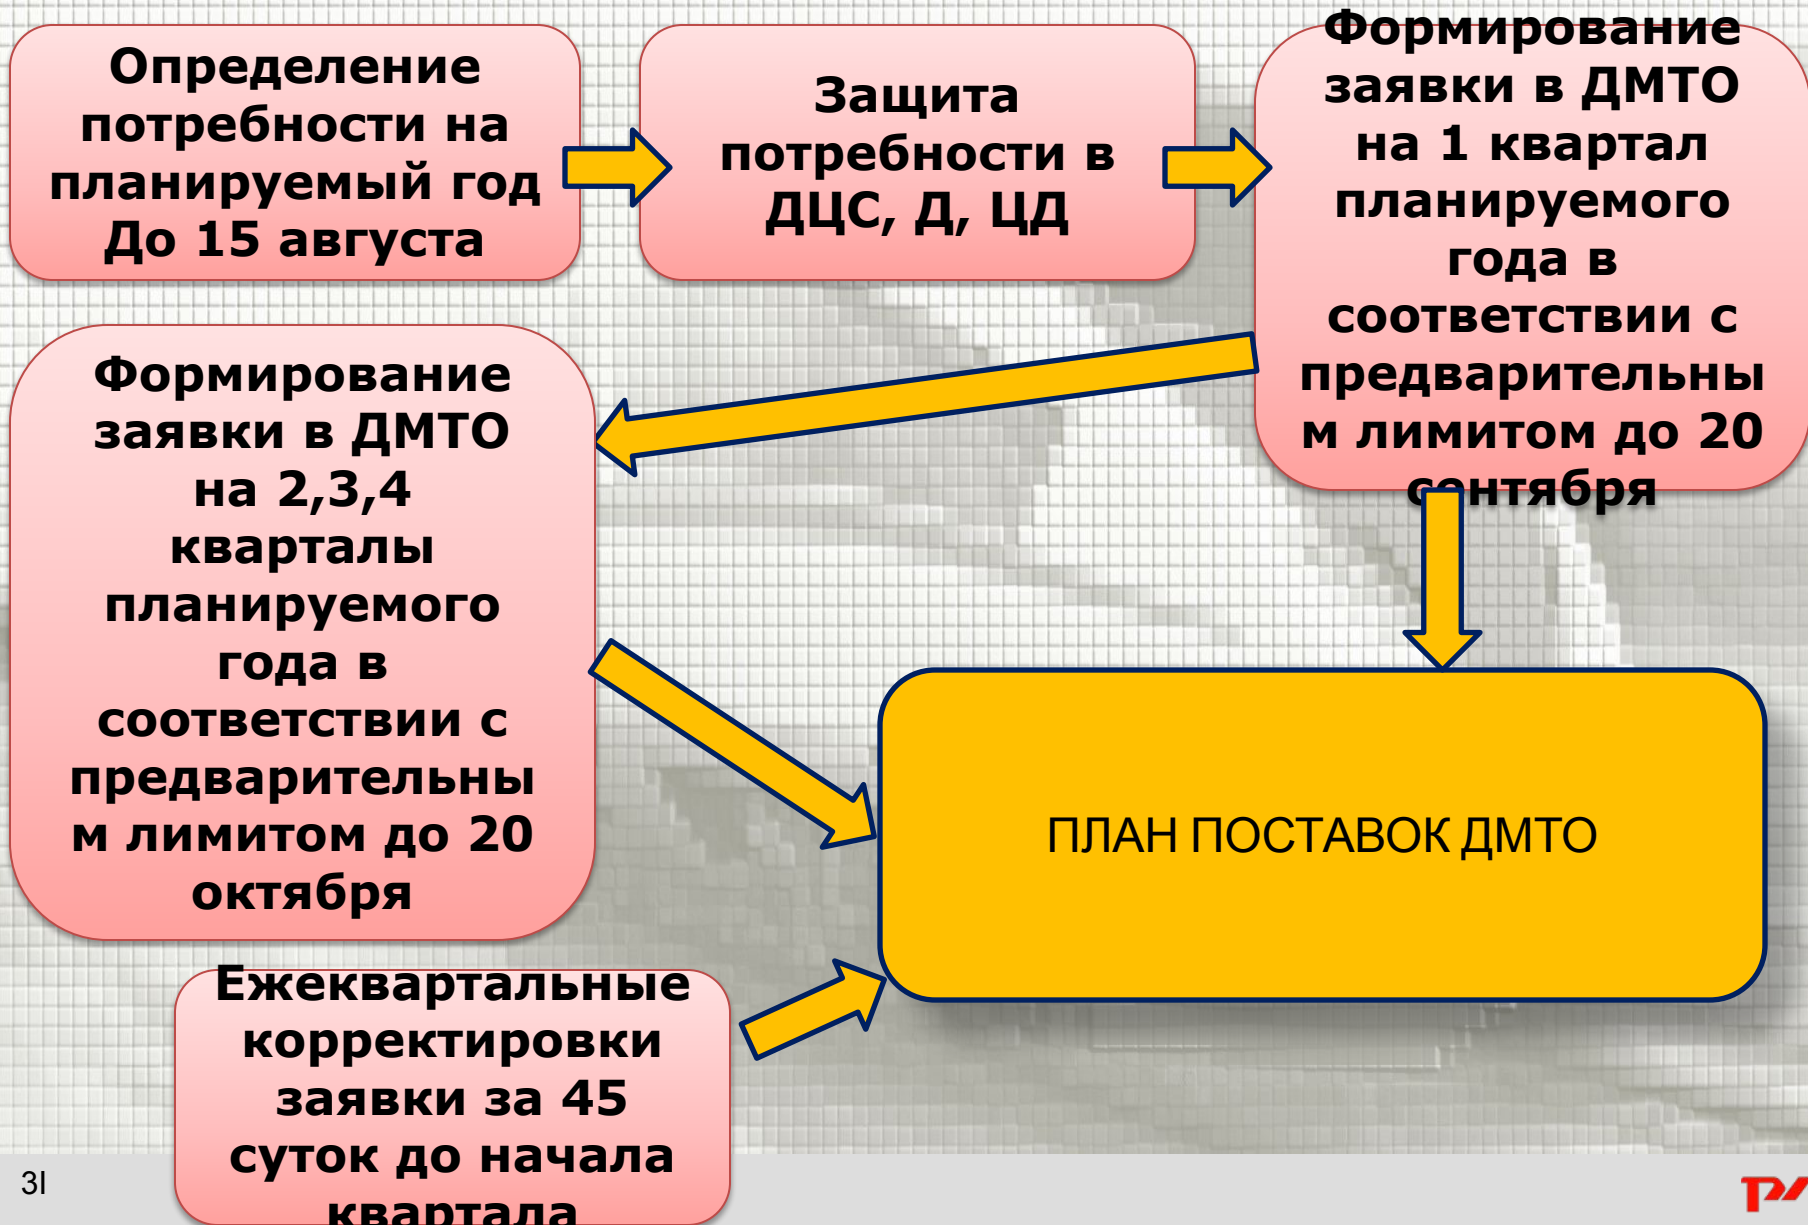 Определение
потребности на
планируемый год
До 15 августа
Защита
потребности в
ДЦС, Д, ЦД
Формирование
заявки в ДМТО
на 1 квартал
планируемого
года в
соответствии с
предварительны
м лимитом до 20
сентября
Формирование
заявки в ДМТО
на 2,3,4
кварталы
планируемого
года в
соответствии с
предварительны
м лимитом до 20
октября
ПЛАН ПОСТАВОК ДМТО
Ежеквартальные
корректировки
заявки за 45
суток до начала
квартала
3I